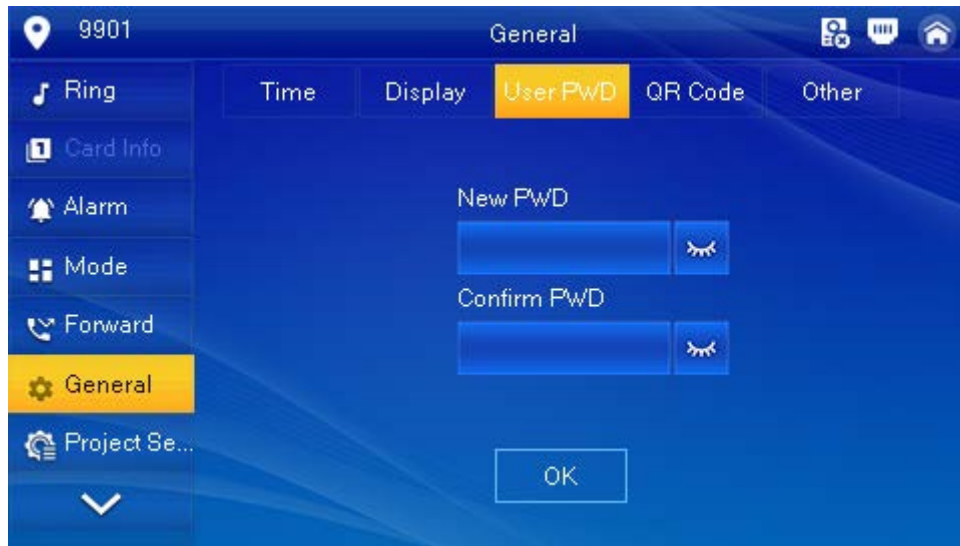 9901
General
Ring
Card Info
Alarm
Mode
Forward
General
Project Se...
Time
Display
User PWD
QR Code
Other
New PWD
Confirm PWD
OK